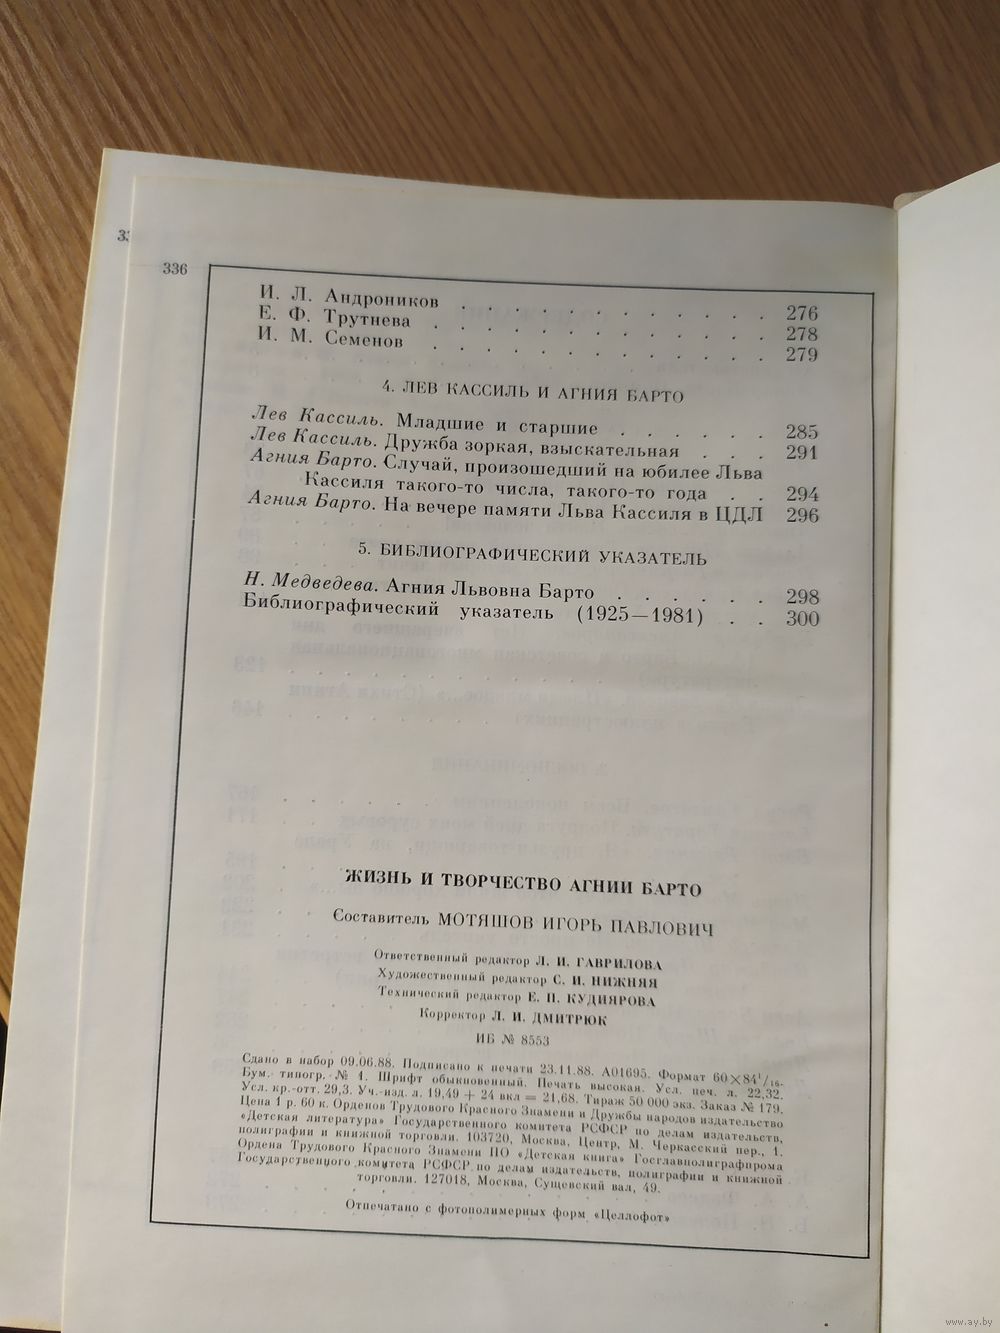 336
И. Л. Андроников . . . . . . . . . . . . 276
Е. Ф. Трутнева . . . . . . . . . . . . . 278
И. М. Семенов . . . . . . . . . . . . . 279
4. ЛЕВ КАССИЛЬ И АГНИЯ БАРТО
Лев Кассиль. Младшие и старшие . . . . . . 285
Лев Кассиль. Дружба зоркая, взыскательная . . . 291
Агния Барто. Случай, произошедший на юбилее Льва
Кассиля такого-то числа, такого-то года . . 294
Агния Барто. На вечере памяти Льва Кассиля в ЦДЛ 296
5. БИБЛИОГРАФИЧЕСКИЙ УКАЗАТЕЛЬ
Н. Медведева. Агния Львовна Барто . . . . . . 298
Библиографический указатель (1925—1981) . . 300
ЖИЗНЬ И ТВОРЧЕСТВО АГНИИ БАРТО
Составитель МОТЯШОВ ИГОРЬ ПАВЛОВИЧ
Ответственный редактор Л. И. ГАВРИЛОВА
Художественный редактор С. И. НИЖНЯЯ
Технический редактор Е. П. КУДИЯРОВА
Корректор Л. И. ДМИТРЮК
ИБ № 8553
Сдано в набор 09.06.88. Подписано к печати 23.11.88. А01695. Формат 60×84¹/₁₆.
Бум. типогр. № 1. Шрифт обыкновенный. Печать высокая. Усл. печ. л. 22,32.
Усл. кр.-отт. 29,3. Уч.-изд. л. 19,49 + 24 вкл = 21,68. Тираж 50 000 экз. Заказ № 179.
Цена 1 р. 60 к. Орденов Трудового Красного Знамени и Дружбы народов издательство
«Детская литература» Государственного комитета РСФСР по делам издательств,
полиграфии и книжной торговли. 103720, Москва, Центр, М. Черкасский пер., 1.
Ордена Трудового Красного Знамени ПО «Детская книга» Госглавполиграфпрома
Государственного комитета РСФСР по делам издательств, полиграфии и книжной
торговли. 127018, Москва, Сущевский вал, 49.
Отпечатано с фотополимерных форм «Целлофот»
www.ay.by